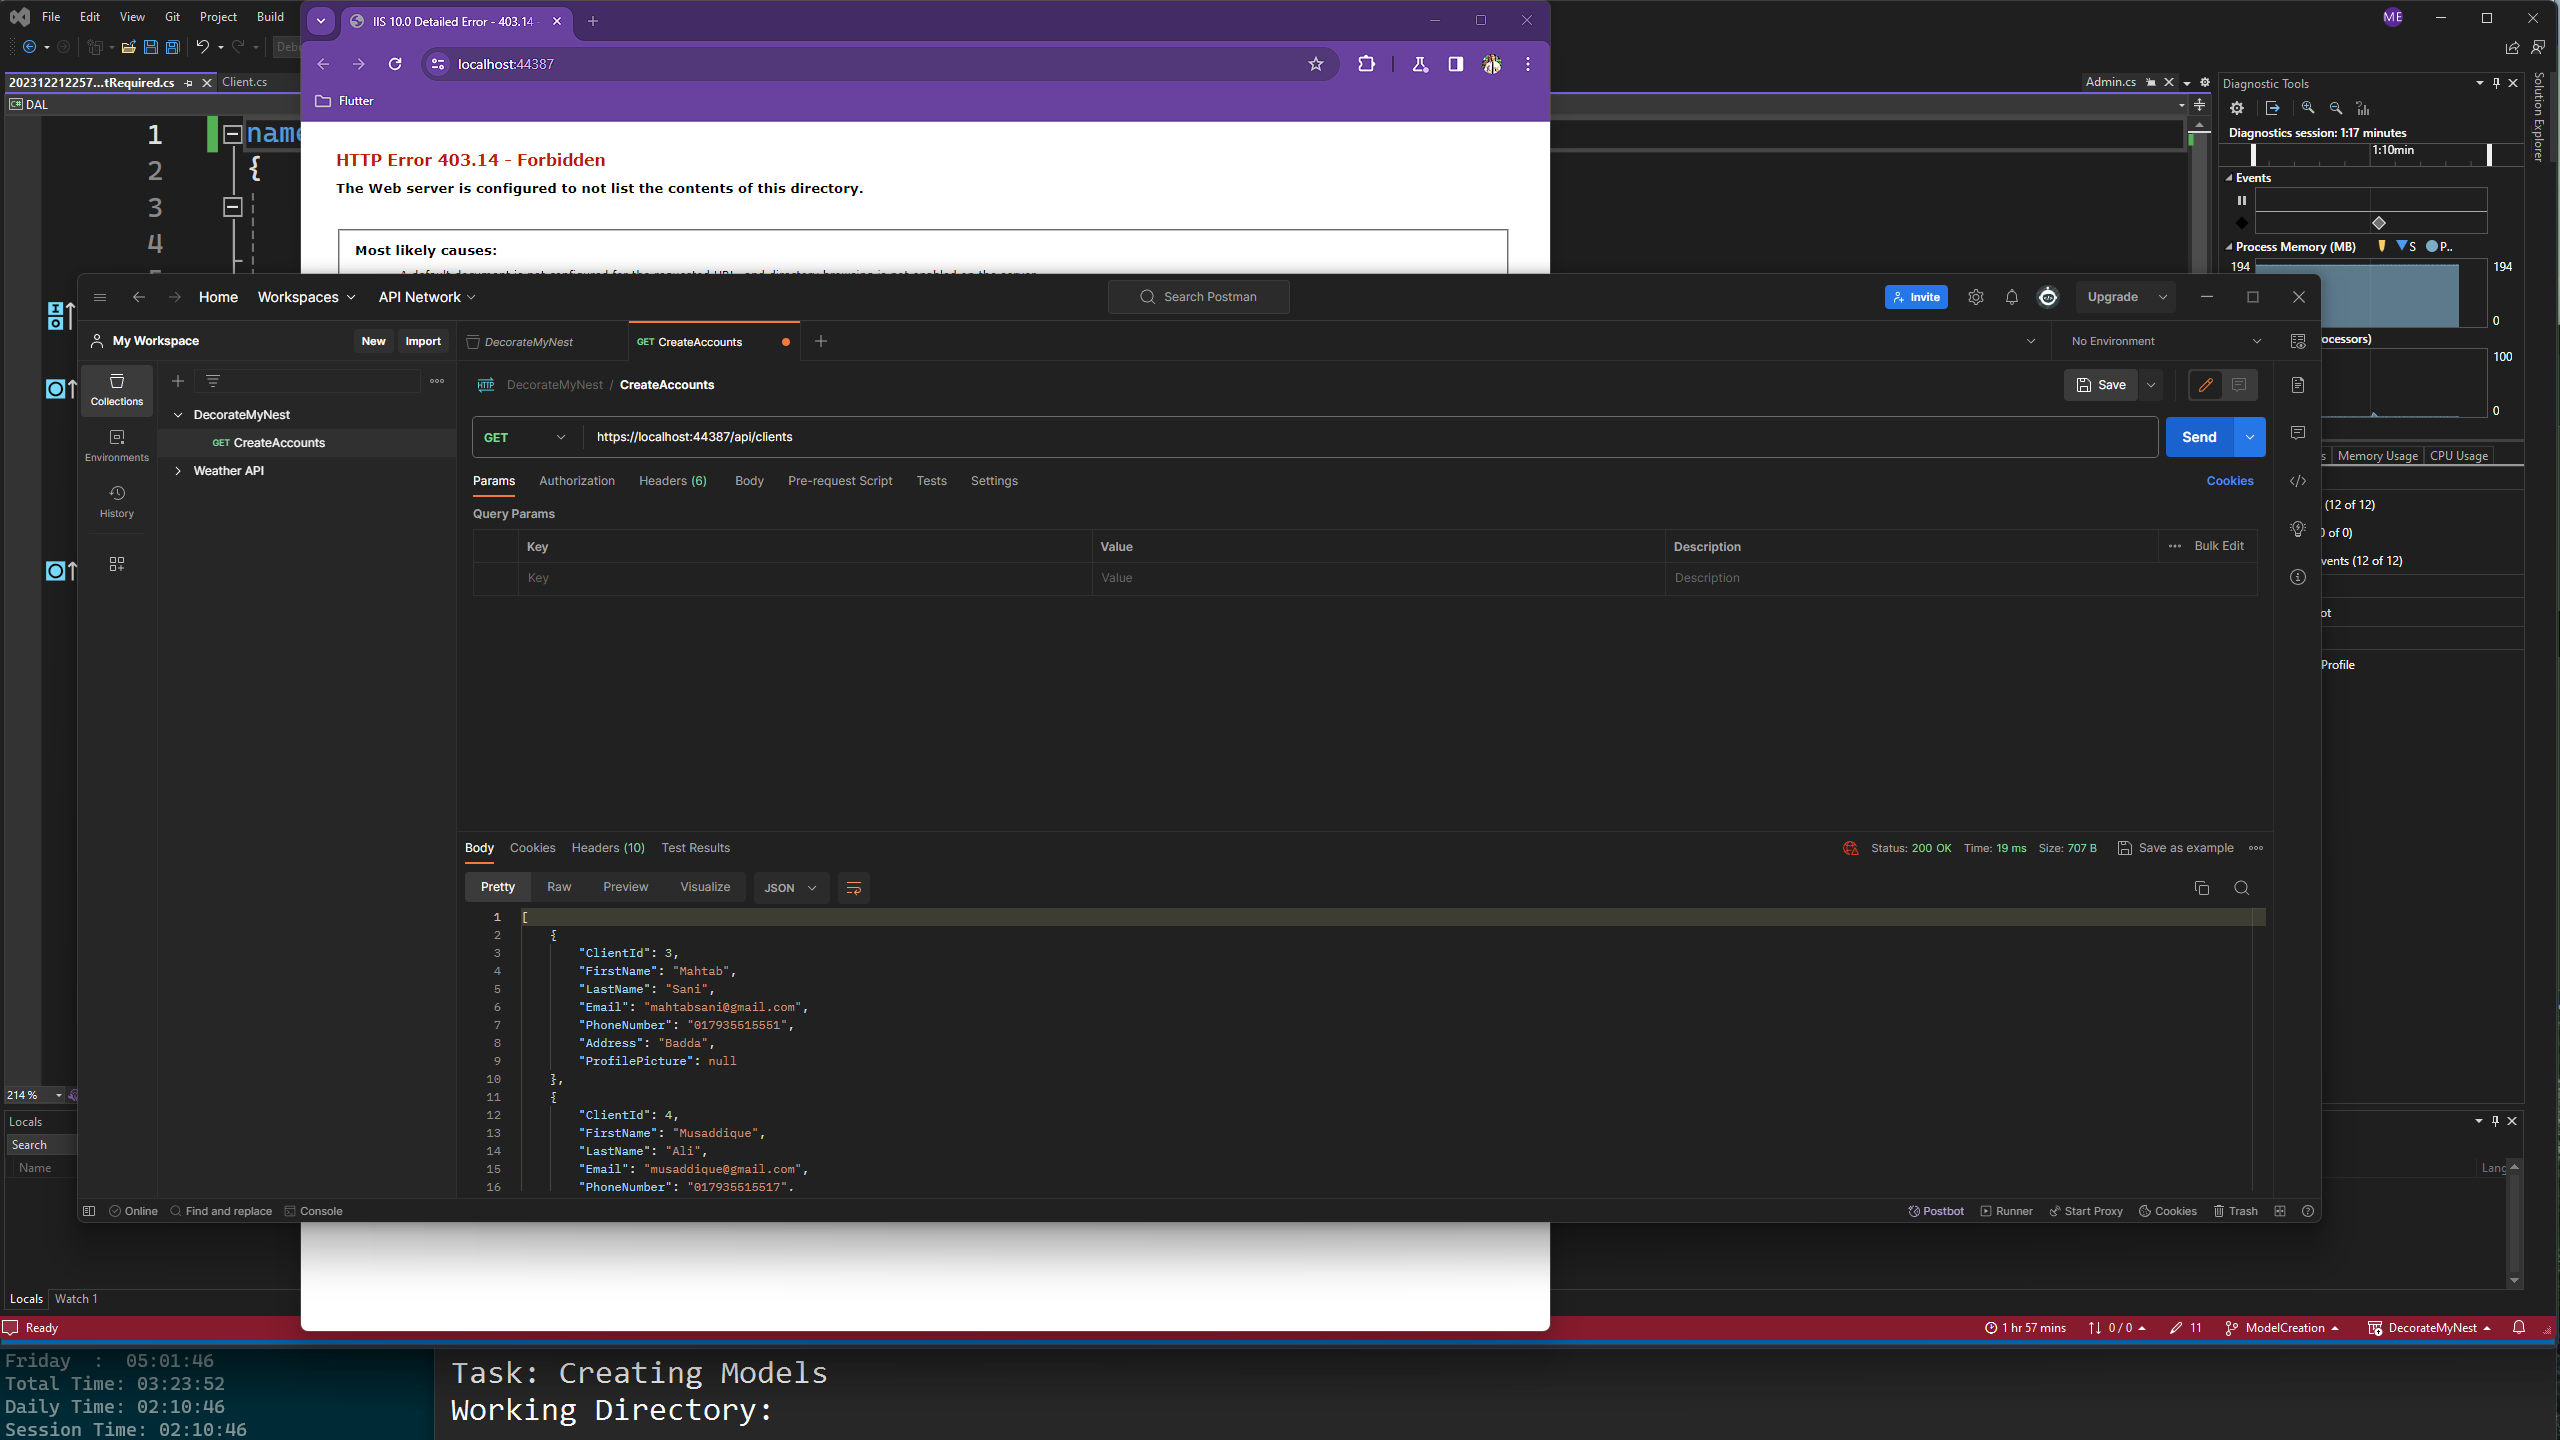 File Edit View Git Project Build
ME
IIS 10.0 Detailed Error - 403.14 -
localhost:44387
Flutter
202312212257...tRequired.cs
Client.cs
Admin.cs
DAL
1
2
{
3
4
HTTP Error 403.14 - Forbidden
The Web server is configured to not list the contents of this directory.
Most likely causes:
Diagnostic Tools
Diagnostics session: 1:17 minutes
1:10min
Events
Process Memory (MB) S P..
194 194
0
ocessors)
100
0
s Memory Usage CPU Usage
(12 of 12)
0 of 0)
vents (12 of 12)
ot
Profile
Solution Explorer
Home Workspaces API Network
Search Postman
Invite
Upgrade
My Workspace New Import
DecorateMyNest
GET CreateAccounts
No Environment
Collections
Environments
History
DecorateMyNest
GET CreateAccounts
Weather API
HTTP DecorateMyNest / CreateAccounts
Save
GET https://localhost:44387/api/clients
Send
Params Authorization Headers (6) Body Pre-request Script Tests Settings Cookies
Query Params
Key Value Description Bulk Edit
Key Value Description
Body Cookies Headers (10) Test Results
Status: 200 OK Time: 19 ms Size: 707 B Save as example
Pretty Raw Preview Visualize JSON
1 [
2 {
3 "ClientId": 3,
4 "FirstName": "Mahtab",
5 "LastName": "Sani",
6 "Email": "mahtabsani@gmail.com",
7 "PhoneNumber": "017935515551",
8 "Address": "Badda",
9 "ProfilePicture": null
10 },
11 {
12 "ClientId": 4,
13 "FirstName": "Musaddique",
14 "LastName": "Ali",
15 "Email": "musaddique@gmail.com",
16 "PhoneNumber": "017935515517",
Online Find and replace Console
Postbot Runner Start Proxy Cookies Trash
214 %
Locals
Search
Name
Lang
Locals Watch 1
Ready
1 hr 57 mins 0 / 0 11 ModelCreation DecorateMyNest
Friday : 05:01:46
Total Time: 03:23:52
Daily Time: 02:10:46
Session Time: 02:10:46
Task: Creating Models
Working Directory: